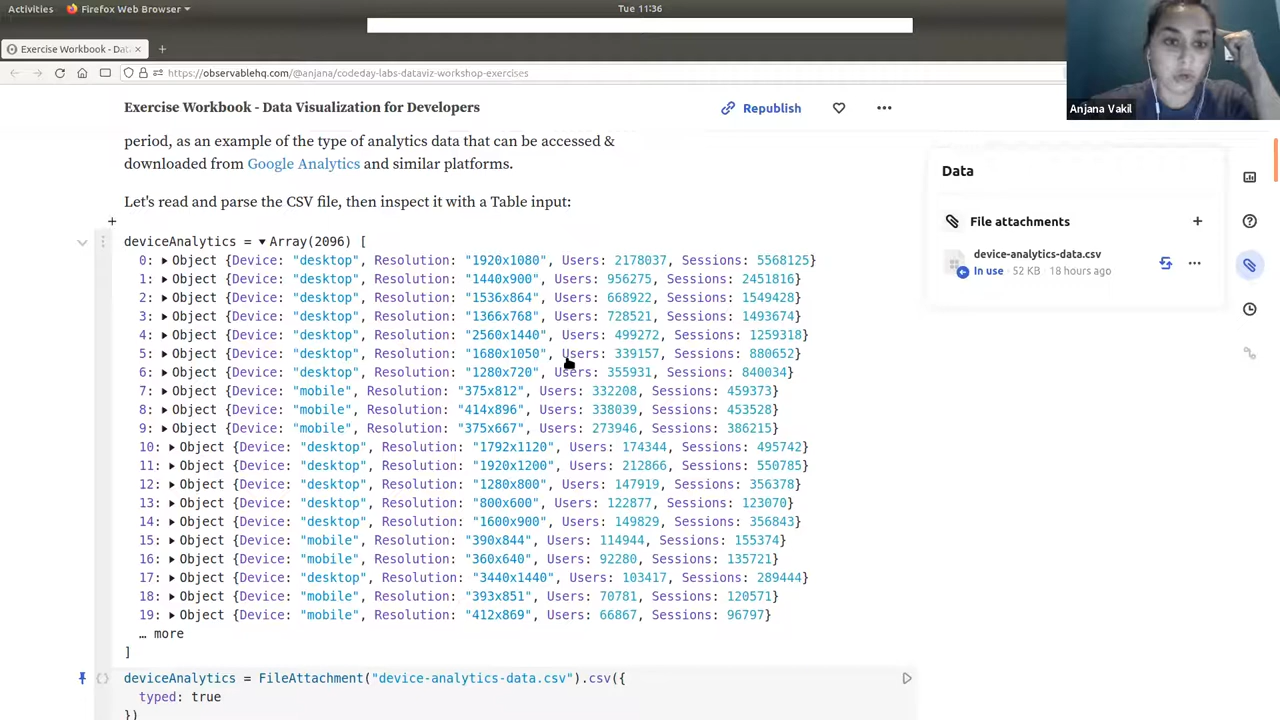 Activities
Firefox Web Browser
Tue 11:36
Exercise Workbook - Dat
https://observablehq.com/@anjana/codeday-labs-dataviz-workshop-exercises
Anjana Vakil
Exercise Workbook - Data Visualization for Developers
Republish
period, as an example of the type of analytics data that can be accessed &
downloaded from Google Analytics and similar platforms.
Let's read and parse the CSV file, then inspect it with a Table input:
deviceAnalytics = ▼ Array(2096) [
0: ▶ Object {Device: "desktop", Resolution: "1920x1080", Users: 2178037, Sessions: 5568125}
1: ▶ Object {Device: "desktop", Resolution: "1440x900", Users: 956275, Sessions: 2451816}
2: ▶ Object {Device: "desktop", Resolution: "1536x864", Users: 668922, Sessions: 1549428}
3: ▶ Object {Device: "desktop", Resolution: "1366x768", Users: 728521, Sessions: 1493674}
4: ▶ Object {Device: "desktop", Resolution: "2560x1440", Users: 499272, Sessions: 1259318}
5: ▶ Object {Device: "desktop", Resolution: "1680x1050", Users: 339157, Sessions: 880652}
6: ▶ Object {Device: "desktop", Resolution: "1280x720", Users: 355931, Sessions: 840034}
7: ▶ Object {Device: "mobile", Resolution: "375x812", Users: 332208, Sessions: 459373}
8: ▶ Object {Device: "mobile", Resolution: "414x896", Users: 338039, Sessions: 453528}
9: ▶ Object {Device: "mobile", Resolution: "375x667", Users: 273946, Sessions: 386215}
10: ▶ Object {Device: "desktop", Resolution: "1792x1120", Users: 174344, Sessions: 495742}
11: ▶ Object {Device: "desktop", Resolution: "1920x1200", Users: 212866, Sessions: 550785}
12: ▶ Object {Device: "desktop", Resolution: "1280x800", Users: 147919, Sessions: 356378}
13: ▶ Object {Device: "desktop", Resolution: "800x600", Users: 122877, Sessions: 123070}
14: ▶ Object {Device: "desktop", Resolution: "1600x900", Users: 149829, Sessions: 356843}
15: ▶ Object {Device: "mobile", Resolution: "390x844", Users: 114944, Sessions: 155374}
16: ▶ Object {Device: "mobile", Resolution: "360x640", Users: 92280, Sessions: 135721}
17: ▶ Object {Device: "desktop", Resolution: "3440x1440", Users: 103417, Sessions: 289444}
18: ▶ Object {Device: "mobile", Resolution: "393x851", Users: 70781, Sessions: 120571}
19: ▶ Object {Device: "mobile", Resolution: "412x869", Users: 66867, Sessions: 96797}
… more
]
deviceAnalytics = FileAttachment("device-analytics-data.csv").csv({
typed: true
})
Data
File attachments
device-analytics-data.csv
In use • 52 KB • 18 hours ago